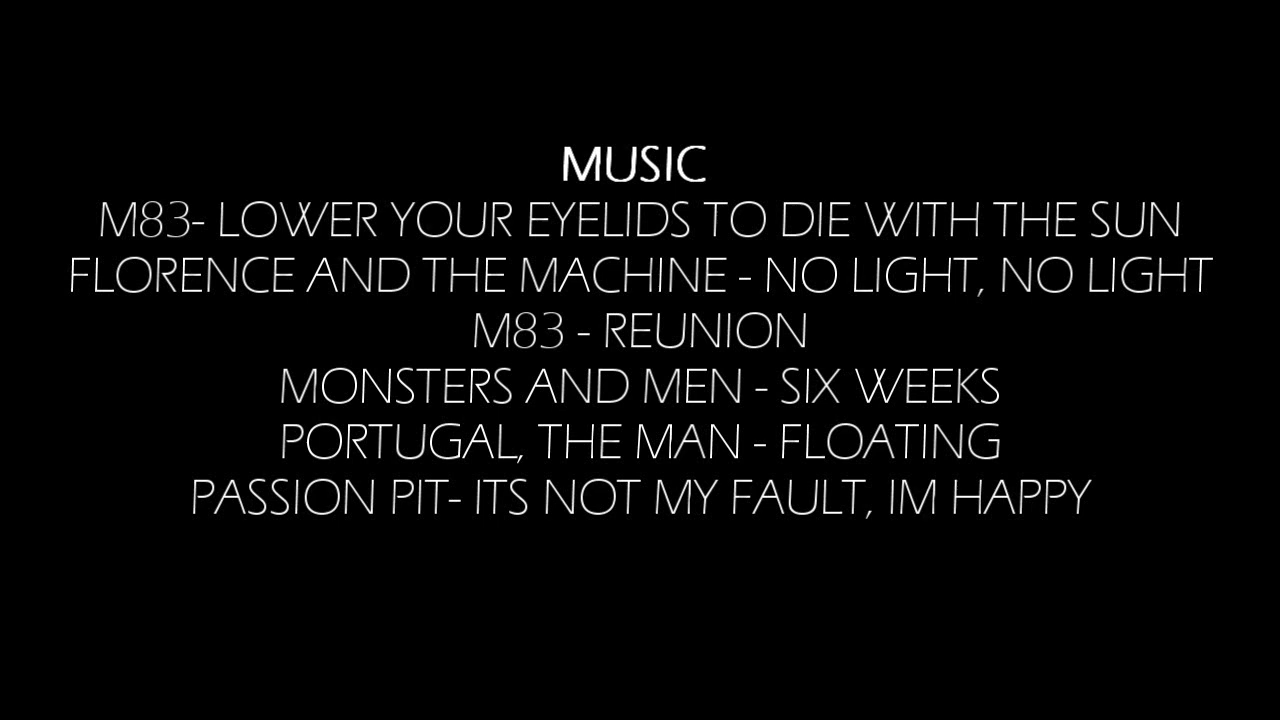 MUSIC
M83- LOWER YOUR EYELIDS TO DIE WITH THE SUN
FLORENCE AND THE MACHINE - NO LIGHT, NO LIGHT
M83 - REUNION
MONSTERS AND MEN - SIX WEEKS
PORTUGAL, THE MAN - FLOATING
PASSION PIT- ITS NOT MY FAULT, IM HAPPY